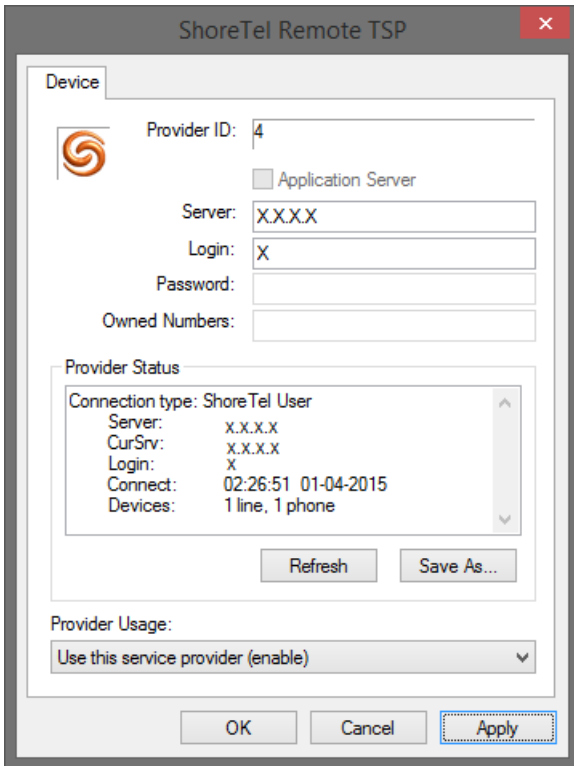 ShoreTel Remote TSP
Device
Provider ID: 4
Application Server
Server: X.X.X.X
Login: X
Password:
Owned Numbers:
Provider Status
Connection type: ShoreTel User
Server: x.x.x.x
CurSrv: x.x.x.x
Login: x
Connect: 02:26:51 01-04-2015
Devices: 1 line, 1 phone
Refresh Save As...
Provider Usage:
Use this service provider (enable)
OK Cancel Apply